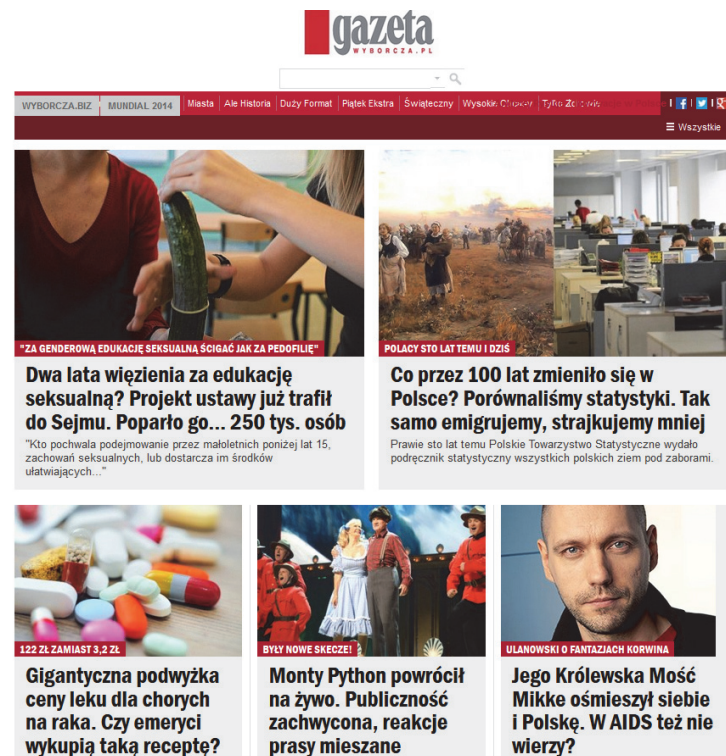 gazeta
WYBORCZA.PL
WYBORCZA.BIZ MUNDIAL 2014 Miasta Ale Historia Duży Format Piątek Ekstra Świąteczny Wysokie Tylko
Wszystkie
"ZA GENDEROWĄ EDUKACJĘ SEKSUALNĄ ŚCIGAĆ JAK ZA PEDOFILIĘ"
Dwa lata więzienia za edukację
seksualną? Projekt ustawy już trafił
do Sejmu. Poparło go... 250 tys. osób
"Kto pochwala podejmowanie przez małoletnich poniżej lat 15,
zachowań seksualnych, lub dostarcza im środków
ułatwiających..."
POLACY STO LAT TEMU I DZIŚ
Co przez 100 lat zmieniło się w
Polsce? Porównaliśmy statystyki. Tak
samo emigrujemy, strajkujemy mniej
Prawie sto lat temu Polskie Towarzystwo Statystyczne wydało
podręcznik statystyczny wszystkich polskich ziem pod zaborami.
122 ZŁ ZAMIAST 3,2 ZŁ
Gigantyczna podwyżka
ceny leku dla chorych
na raka. Czy emeryci
wykupią taką receptę?
BYŁY NOWE SKECZE!
Monty Python powrócił
na żywo. Publiczność
zachwycona, reakcje
prasy mieszane
ULANOWSKI O FANTAZJACH KORWINA
Jego Królewska Mość
Mikke ośmieszył siebie
i Polskę. W AIDS też nie
wierzy?